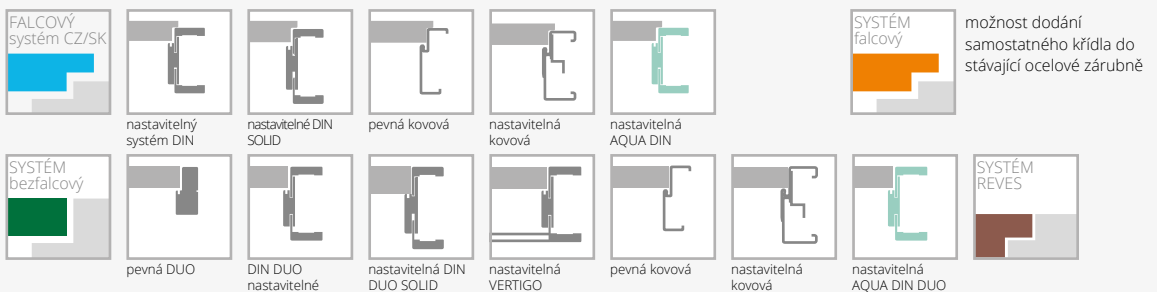 FALCOVÝ
systém CZ/SK
nastavitelný
systém DIN
nastavitelné DIN
SOLID
pevná kovová
nastavitelná
kovová
nastavitelná
AQUA DIN
SYSTÉM
falcový
možnost dodání
samostatného křídla do
stávající ocelové zárubně
SYSTÉM
bezfalcový
pevná DUO
DIN DUO
nastavitelné
nastavitelná DIN
DUO SOLID
nastavitelná
VERTIGO
pevná kovová
nastavitelná
kovová
nastavitelná
AQUA DIN DUO
SYSTÉM
REVES